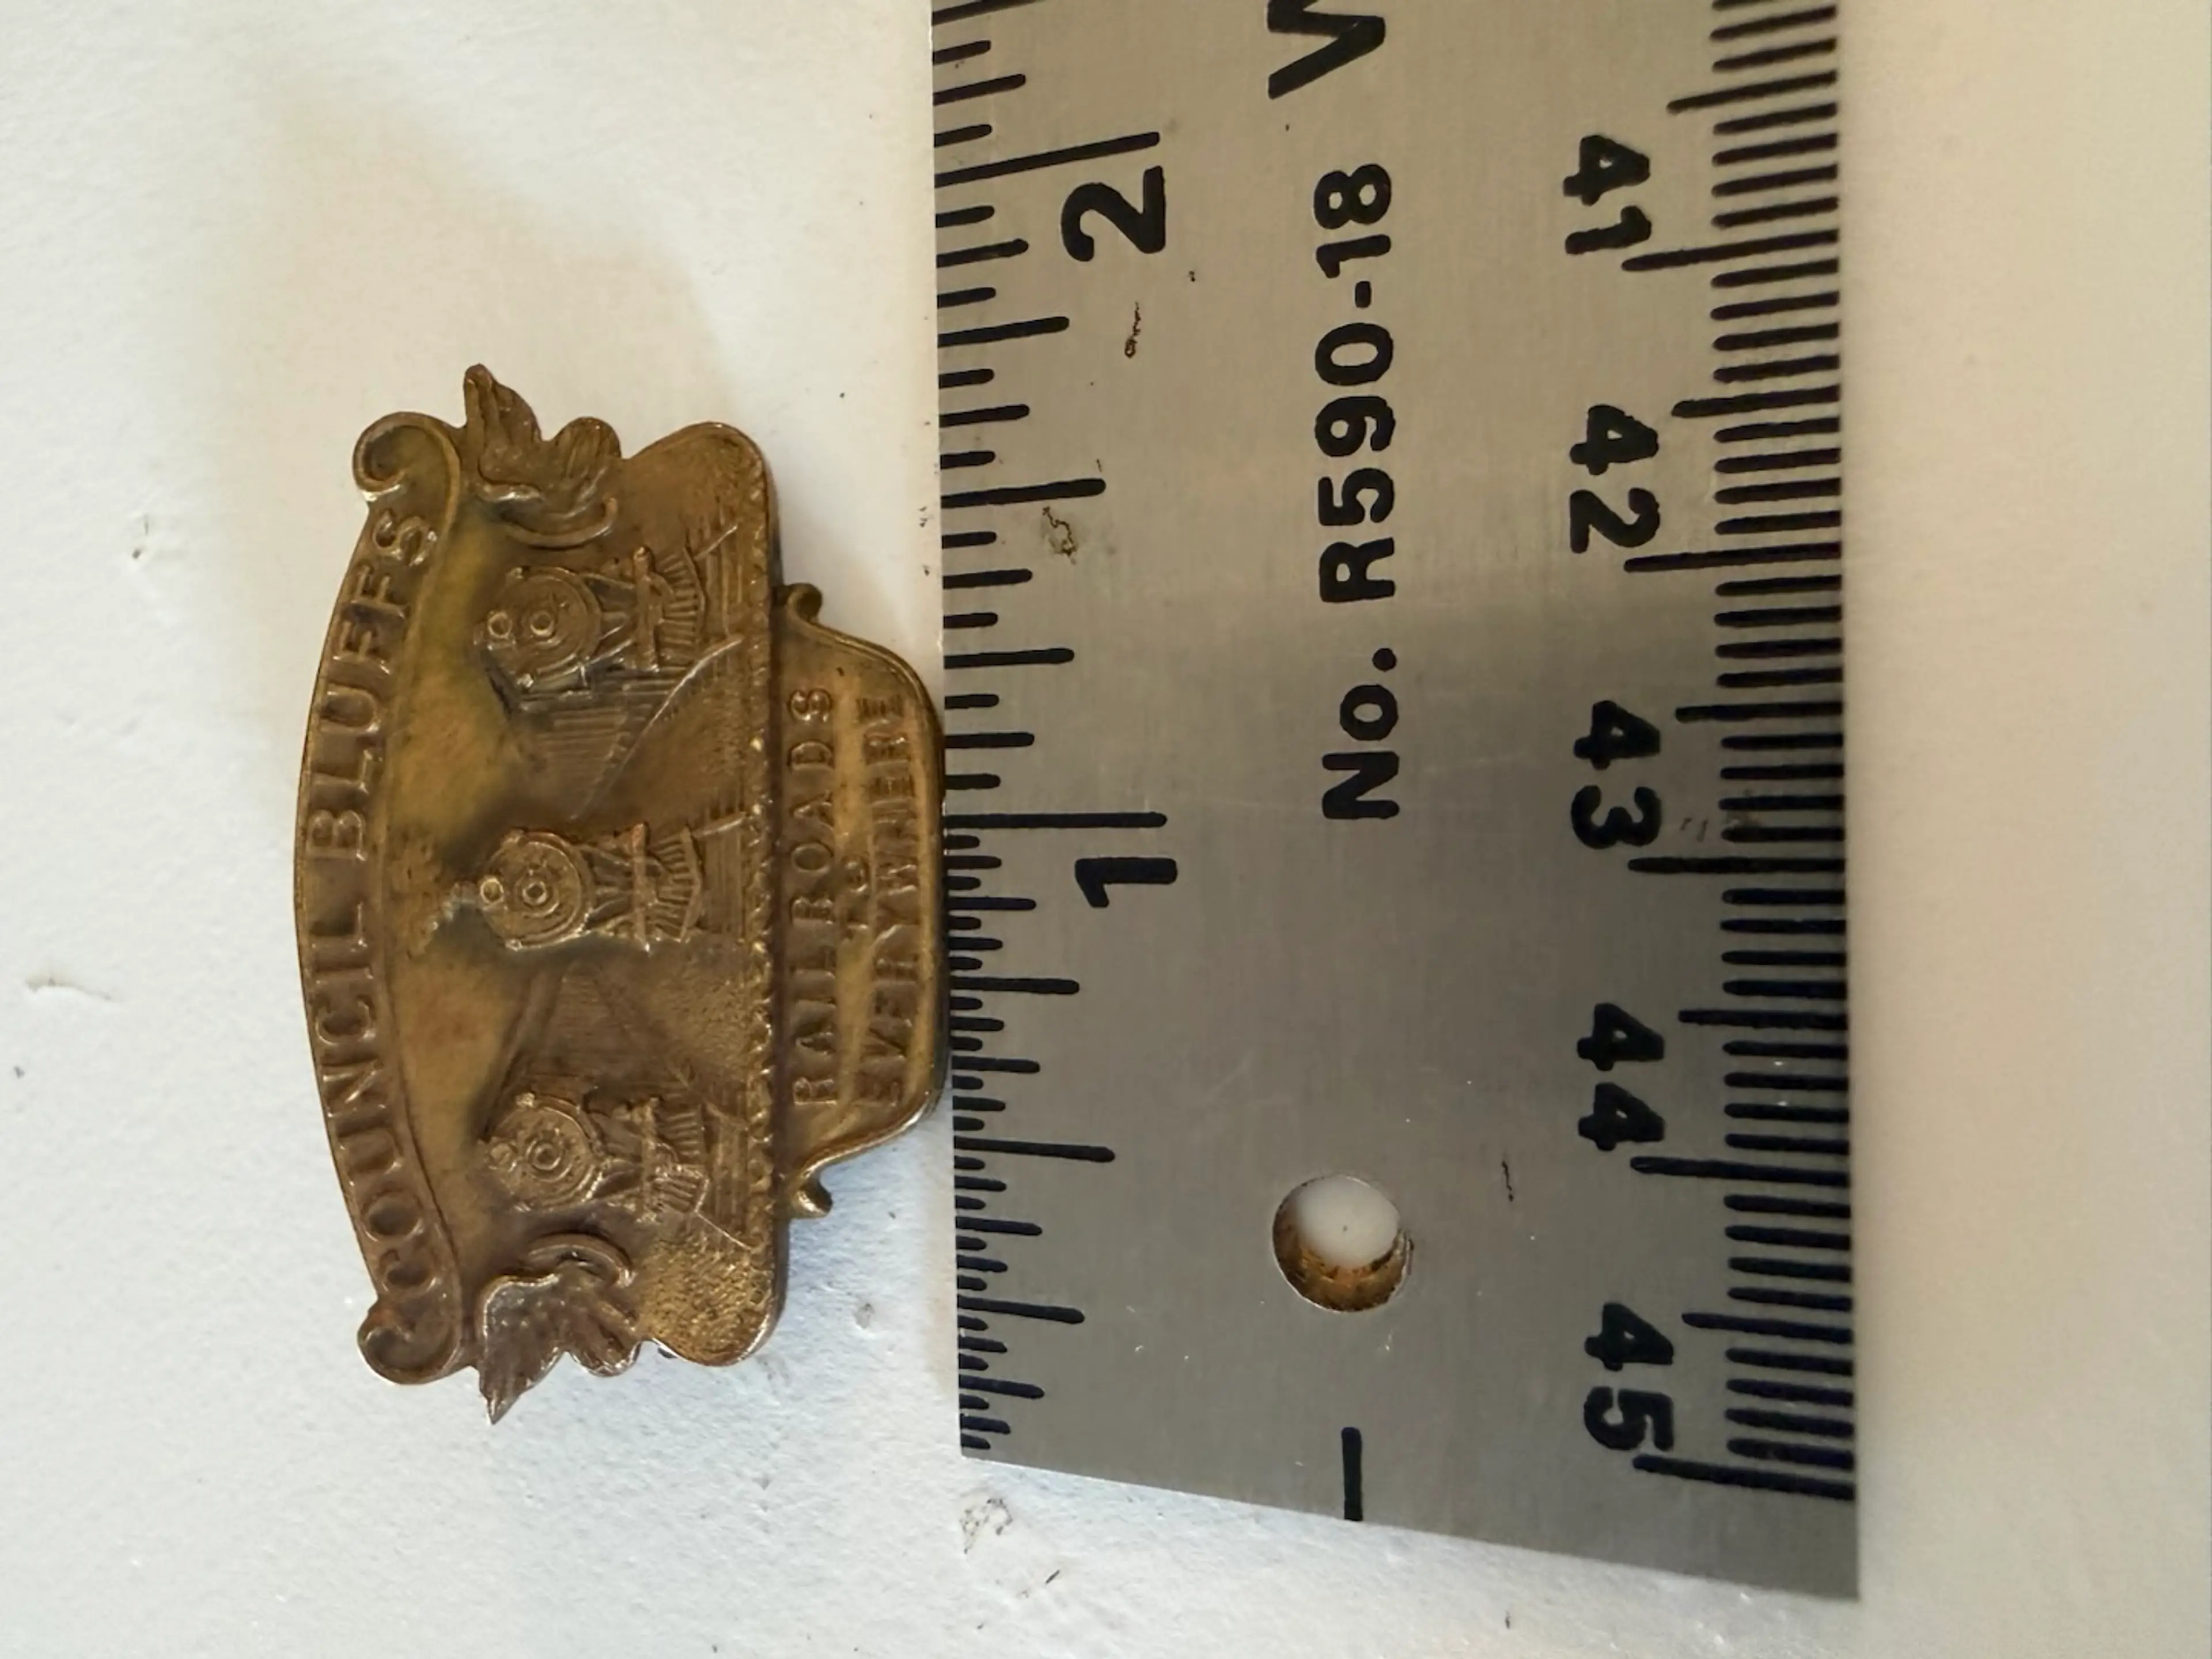 COUNCIL BLUFFS
RAILROADS
TO
EVERYWHERE
2
1
No. R590-18
41
42
43
44
45